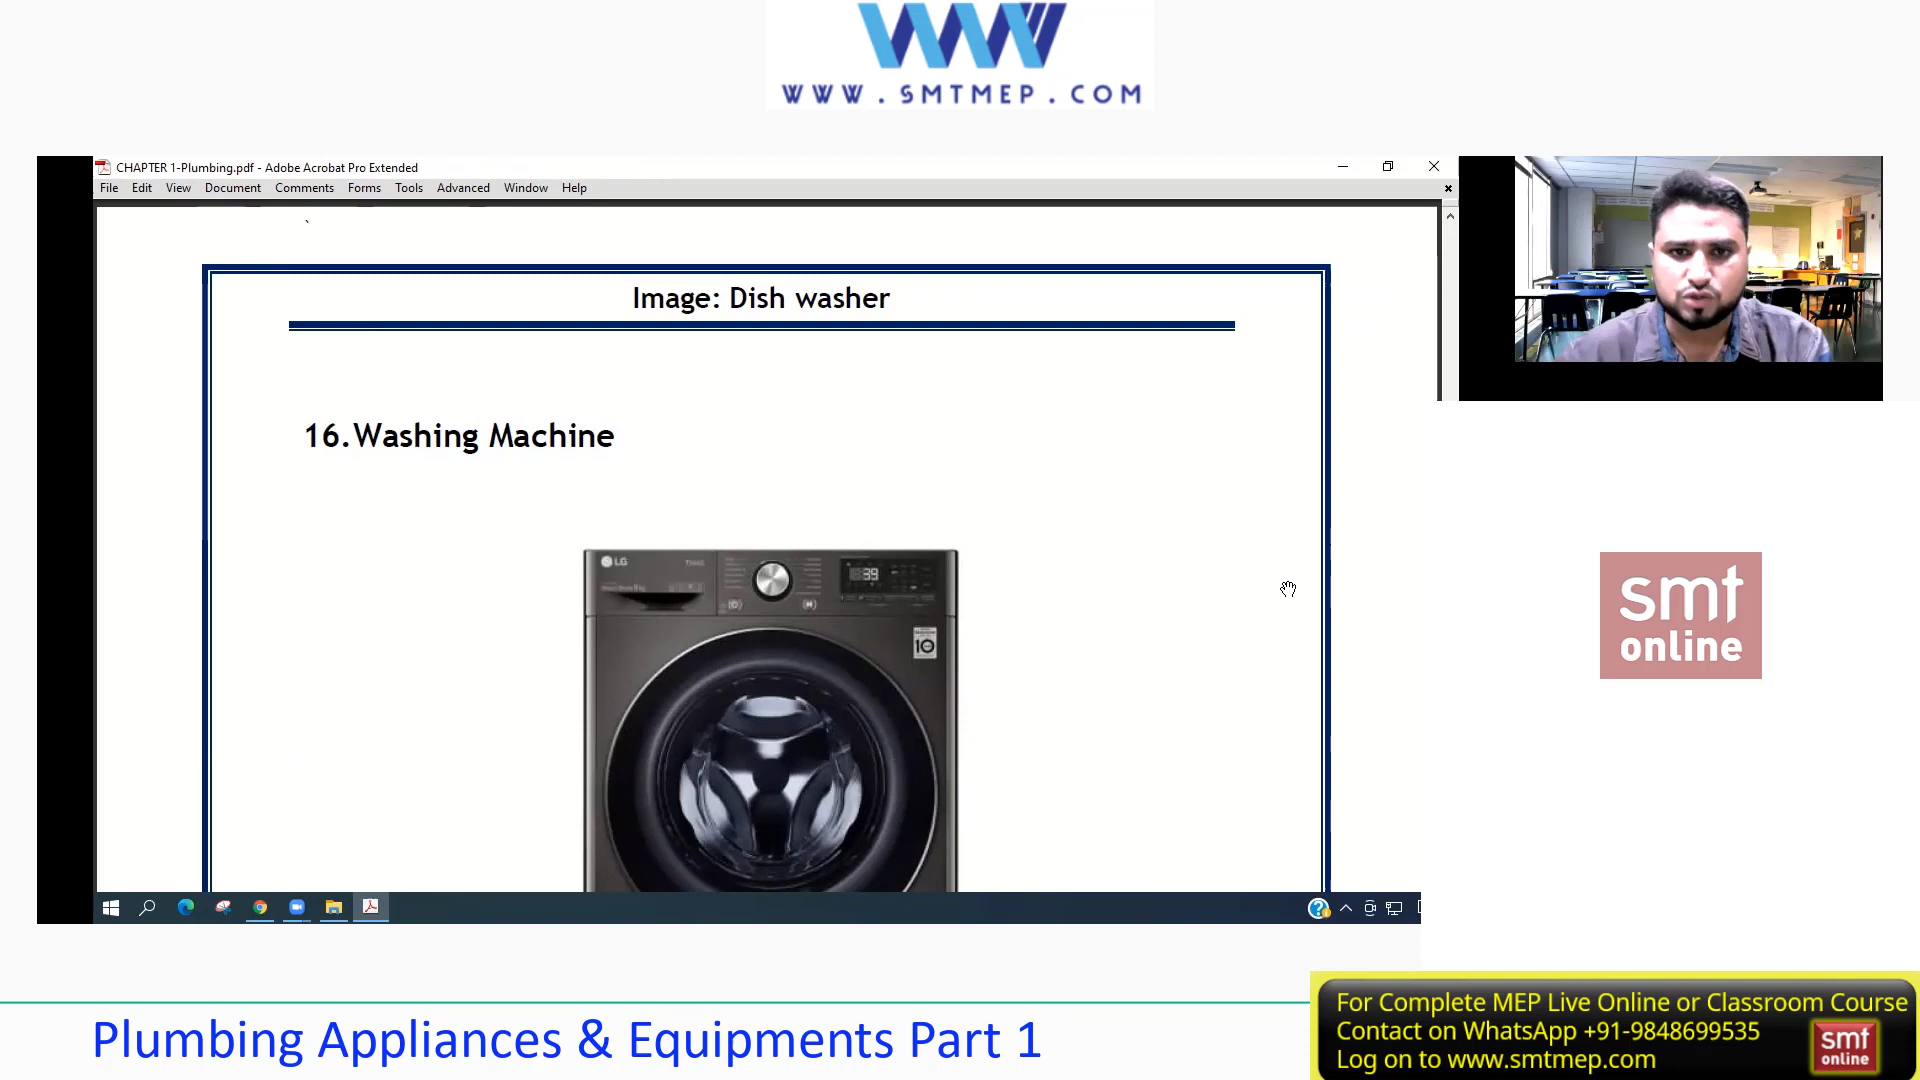 WWW.SMTMEP.COM
CHAPTER 1-Plumbing.pdf - Adobe Acrobat Pro Extended
File Edit View Document Comments Forms Tools Advanced Window Help
`
Image: Dish washer
16.Washing Machine
LG
39
10
smt
online
Plumbing Appliances & Equipments Part 1
For Complete MEP Live Online or Classroom Course
Contact on WhatsApp +91-9848699535
Log on to www.smtmep.com
smt
online